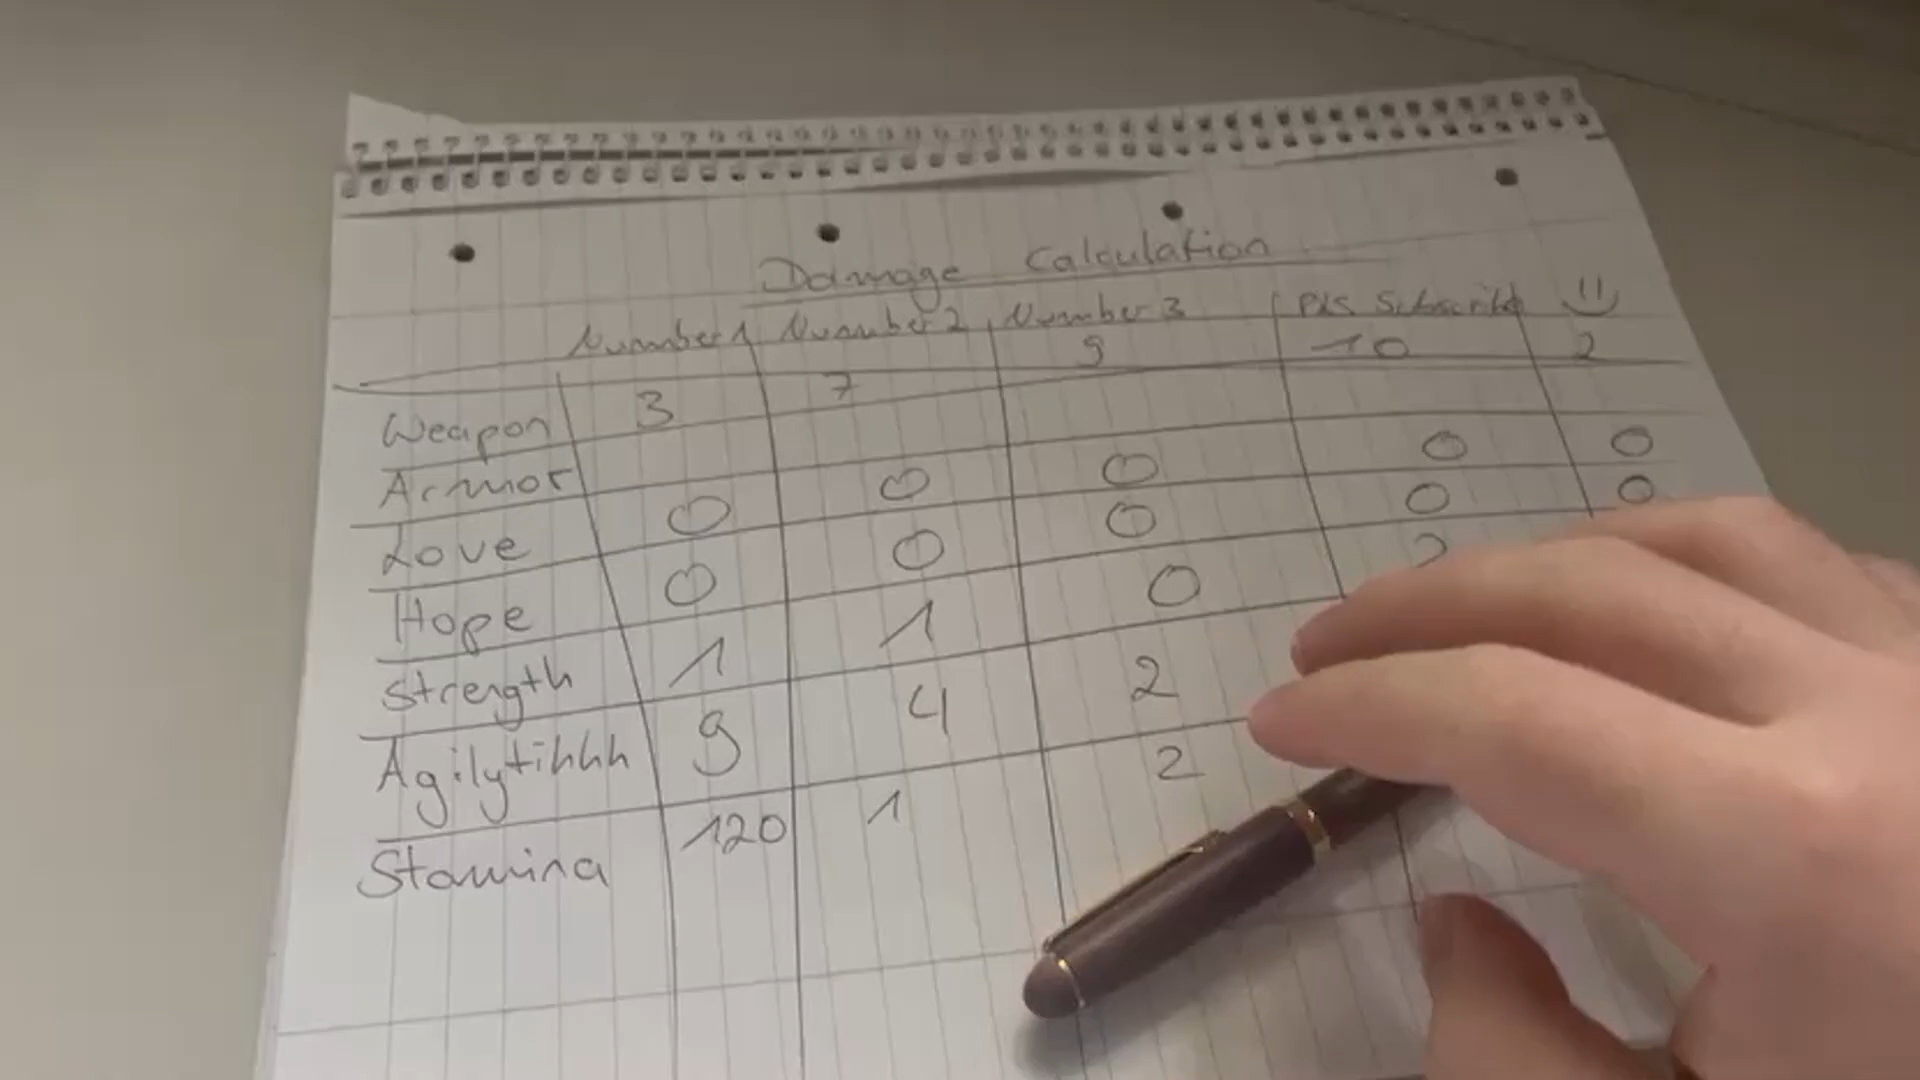 Damage Calculation
Number 1 Number 2 Number 3 Pls Subscribe :)
Weapon 3 7 9 10 2
Armor
Love 0 0 0 0 0
Hope 0 0 0 0 0
Strength 1 1 0 2
Agilytihhh 9 4 2
Stamina 120 1 2